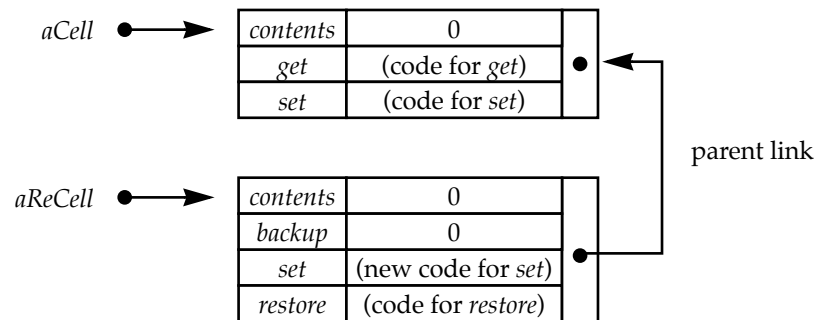 aCell contents 0
get (code for get)
set (code for set)
parent link
aReCell contents 0
backup 0
set (new code for set)
restore (code for restore)